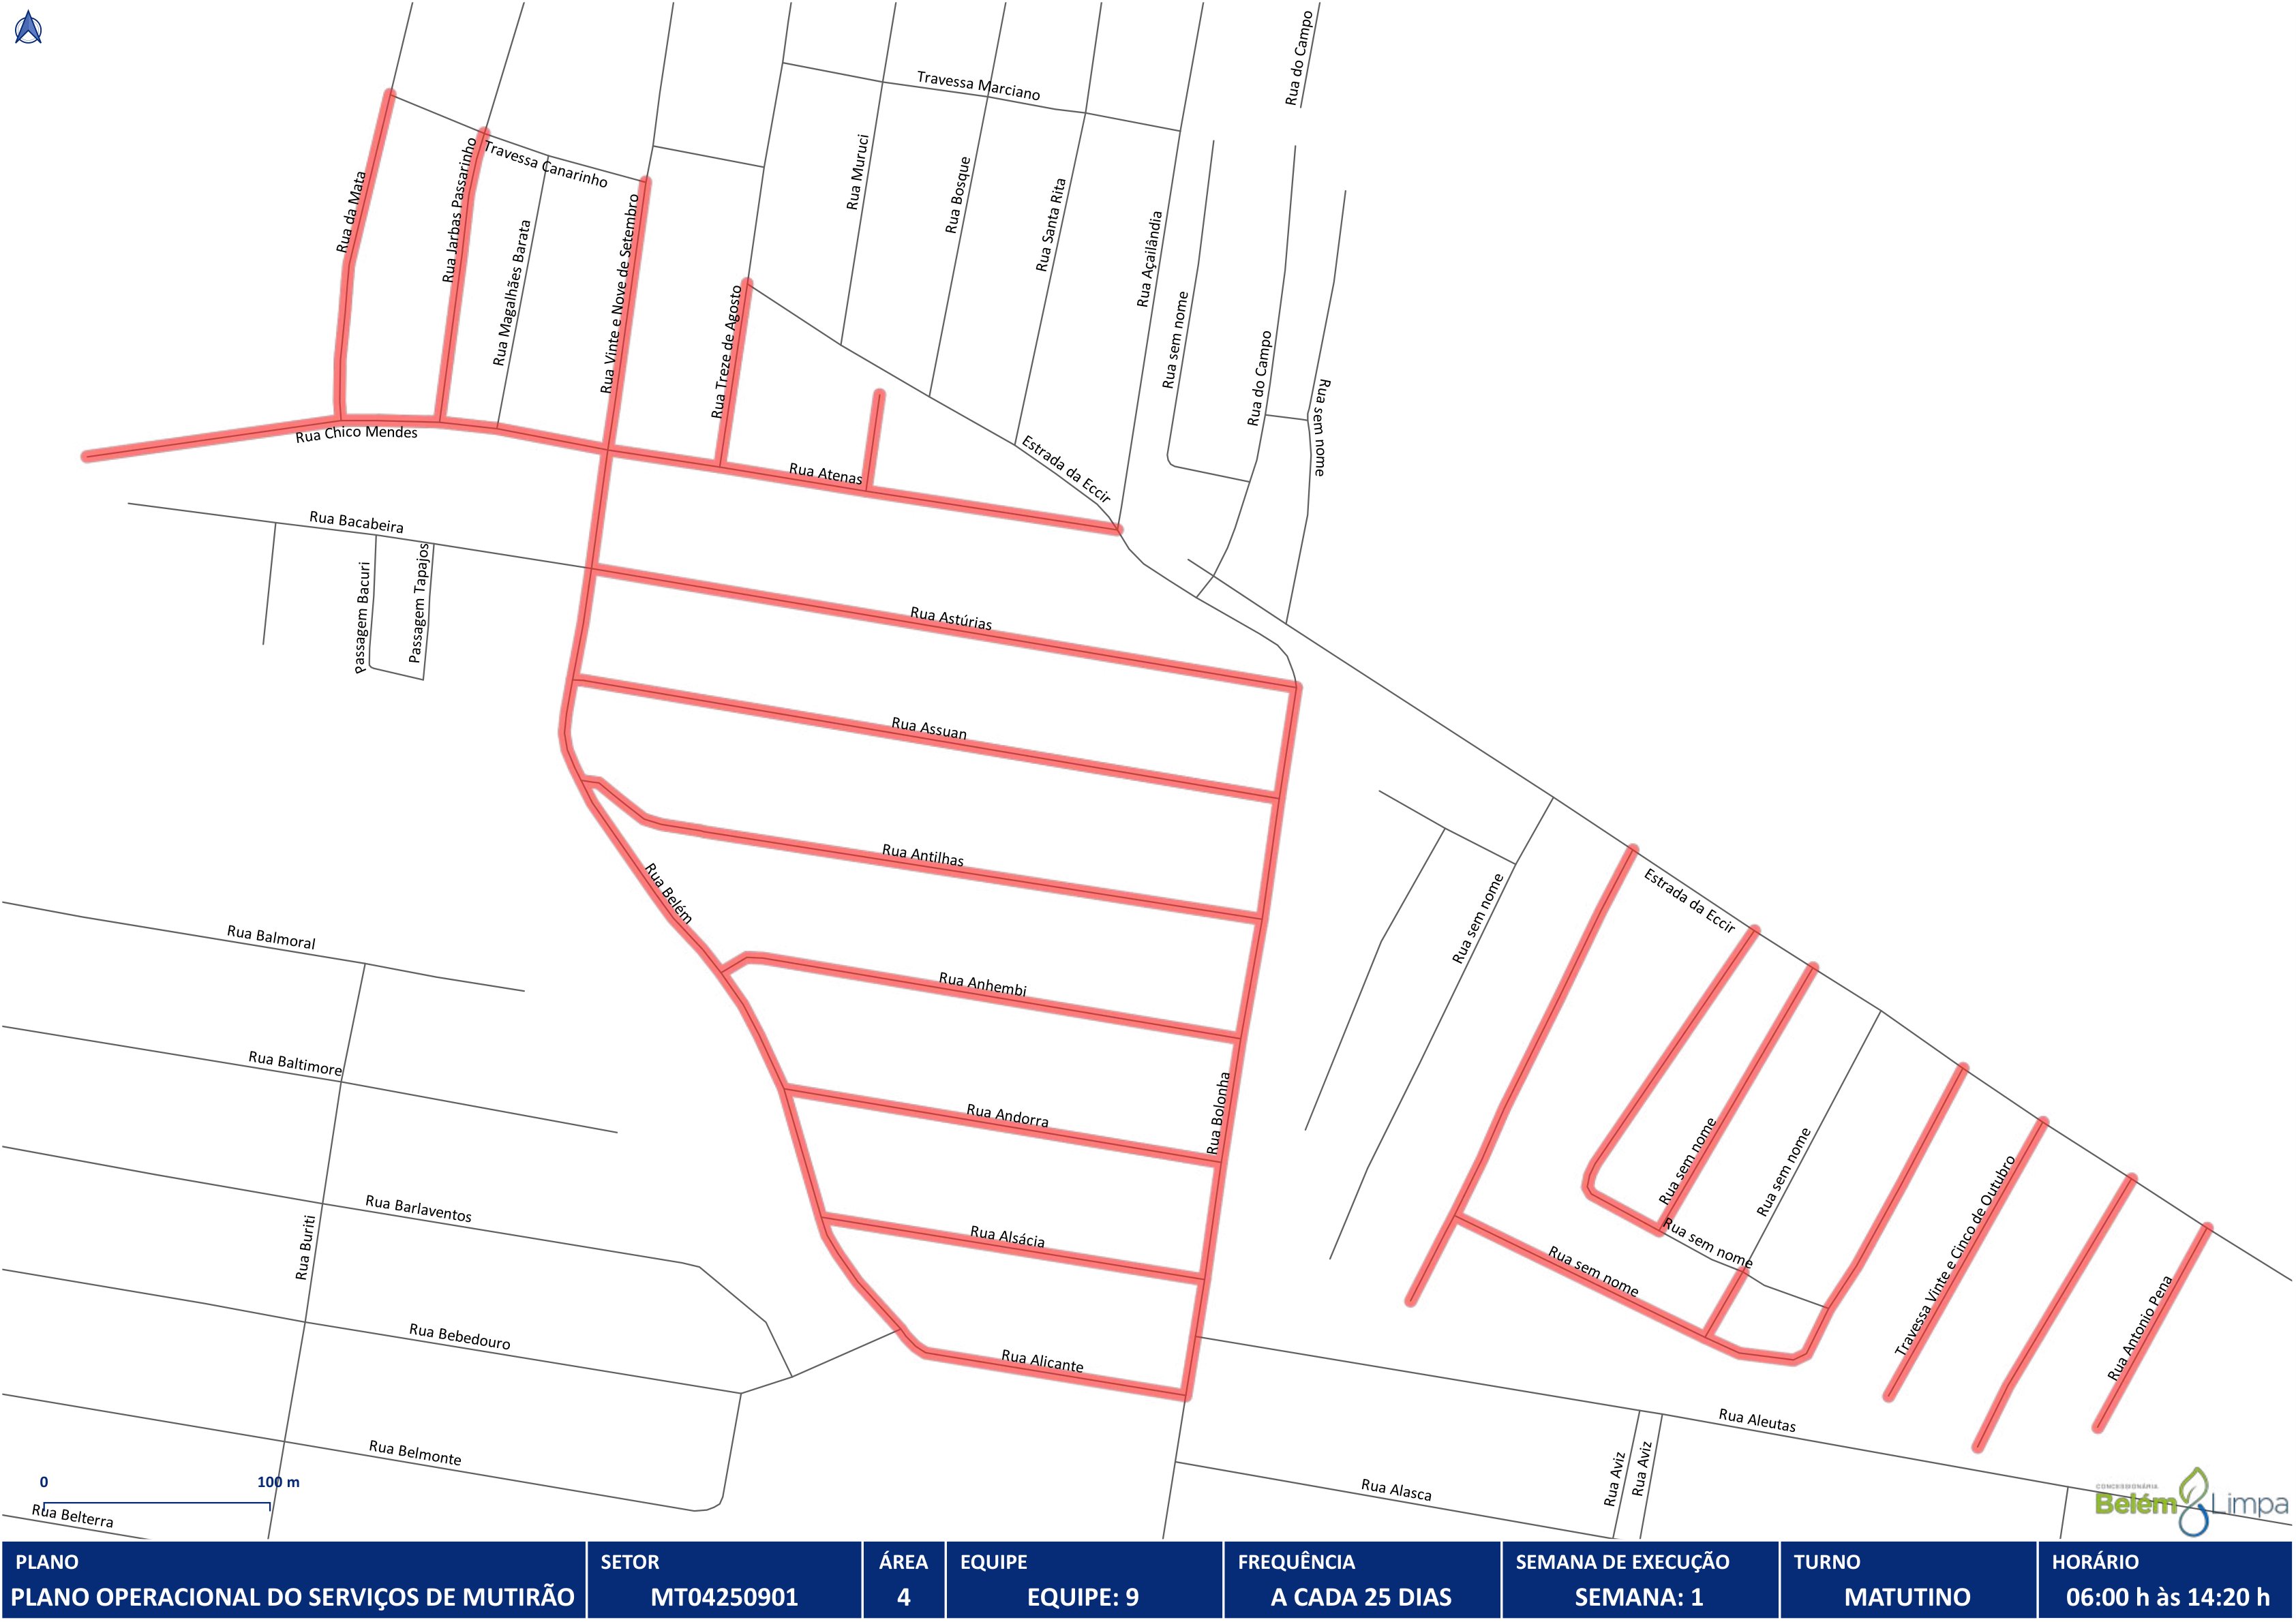 Rua do Campo
Travessa Marciano
Rua Muruci
Rua Bosque
Rua Santa Rita
Rua Açailândia
Travessa Canarinho
Rua da Mata
Rua Jarbas Passarinho
Rua Magalhães Barata
Rua Vinte e Nove de Setembro
Rua Treze de Agosto
Rua sem nome
Rua do Campo
Rua sem nome
Rua Chico Mendes
Estrada da Eccir
Rua Atenas
Rua Bacabeira
Passagem Bacuri
Passagem Tapajos
Rua Astúrias
Rua Assuan
Rua Antilhas
Rua Belém
Estrada da Eccir
Rua sem nome
Rua Balmoral
Rua Anhembi
Rua Baltimore
Rua Andorra
Rua Bolonha
Rua sem nome
Rua sem nome
Travessa Vinte e Cinco de Outubro
Rua Barlaventos
Rua Buriti
Rua Alsácia
Rua sem nome
Rua sem nome
Rua Antonio Pena
Rua Bebedouro
Rua Alicante
Rua Aleutas
Rua Belmonte
Rua Aviz
Rua Aviz
Rua Alasca
0 100 m
Rua Belterra
CONCESSIONÁRIA
Belém Limpa
PLANO
PLANO OPERACIONAL DO SERVIÇOS DE MUTIRÃO
SETOR
MT04250901
ÁREA
4
EQUIPE
EQUIPE: 9
FREQUÊNCIA
A CADA 25 DIAS
SEMANA DE EXECUÇÃO
SEMANA: 1
TURNO
MATUTINO
HORÁRIO
06:00 h às 14:20 h